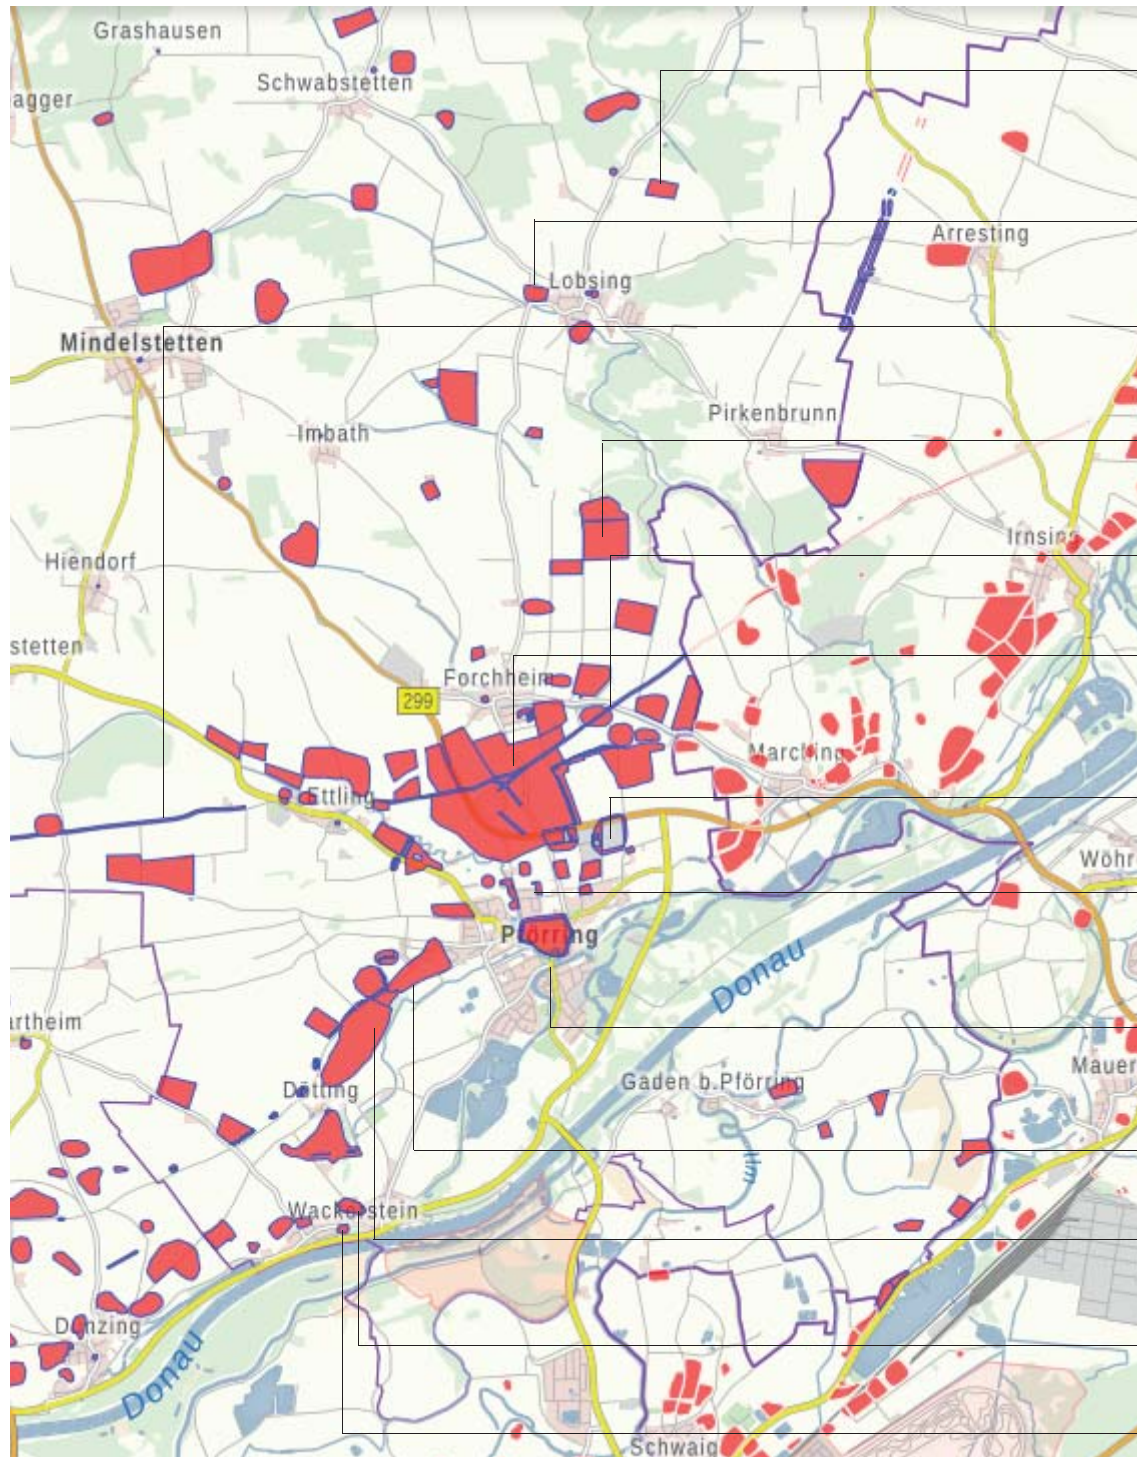 Grashausen
Schwabstetten
agger
Arresting
Lobsing
Mindelstetten
Pirkenbrunn
Imbath
Irnsing
Hiendorf
stetten
Forchheim
299
Marching
Ettling
Wöhr
Pförring
Donau
artheim
Mauer
Gaden b.Pförring
Dötting
Ilm
Wackerstein
Dünzing
Donau
Schwaig